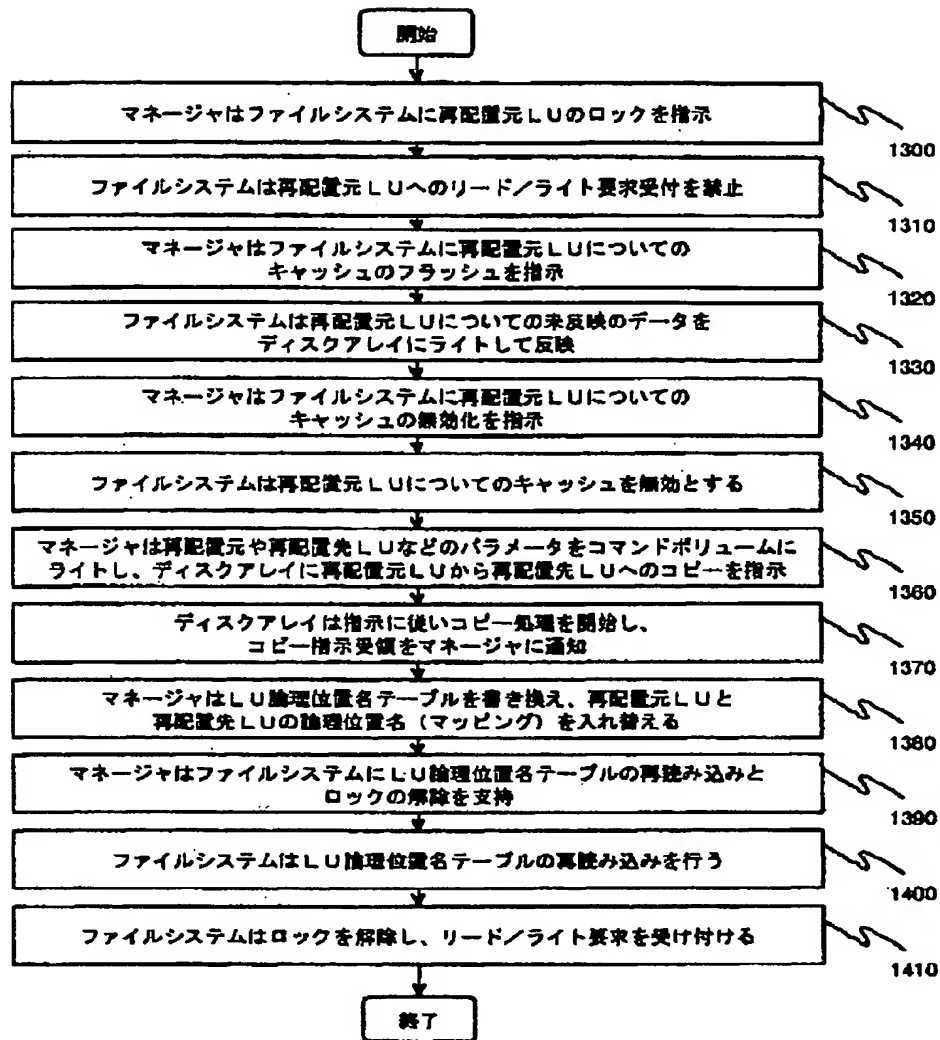 開始
マネージャはファイルシステムに再配置元LUのロックを指示
1300
ファイルシステムは再配置元LUへのリード/ライト要求受付を禁止
1310
マネージャはファイルシステムに再配置元LUについての
キャッシュのフラッシュを指示
1320
ファイルシステムは再配置元LUについての未反映のデータを
ディスクアレイにライトして反映
1330
マネージャはファイルシステムに再配置元LUについての
キャッシュの無効化を指示
1340
ファイルシステムは再配置元LUについてのキャッシュを無効とする
1350
マネージャは再配置元や再配置先LUなどのパラメータをコマンドボリュームに
ライトし、ディスクアレイに再配置元LUから再配置先LUへのコピーを指示
1360
ディスクアレイは指示に従いコピー処理を開始し、
コピー指示受領をマネージャに通知
1370
マネージャはLU論理位置名テーブルを書き換え、再配置元LUと
再配置先LUの論理位置名(マッピング)を入れ替える
1380
マネージャはファイルシステムにLU論理位置名テーブルの再読み込みと
ロックの解除を支持
1390
ファイルシステムはLU論理位置名テーブルの再読み込みを行う
1400
ファイルシステムはロックを解除し、リード/ライト要求を受け付ける
1410
終了